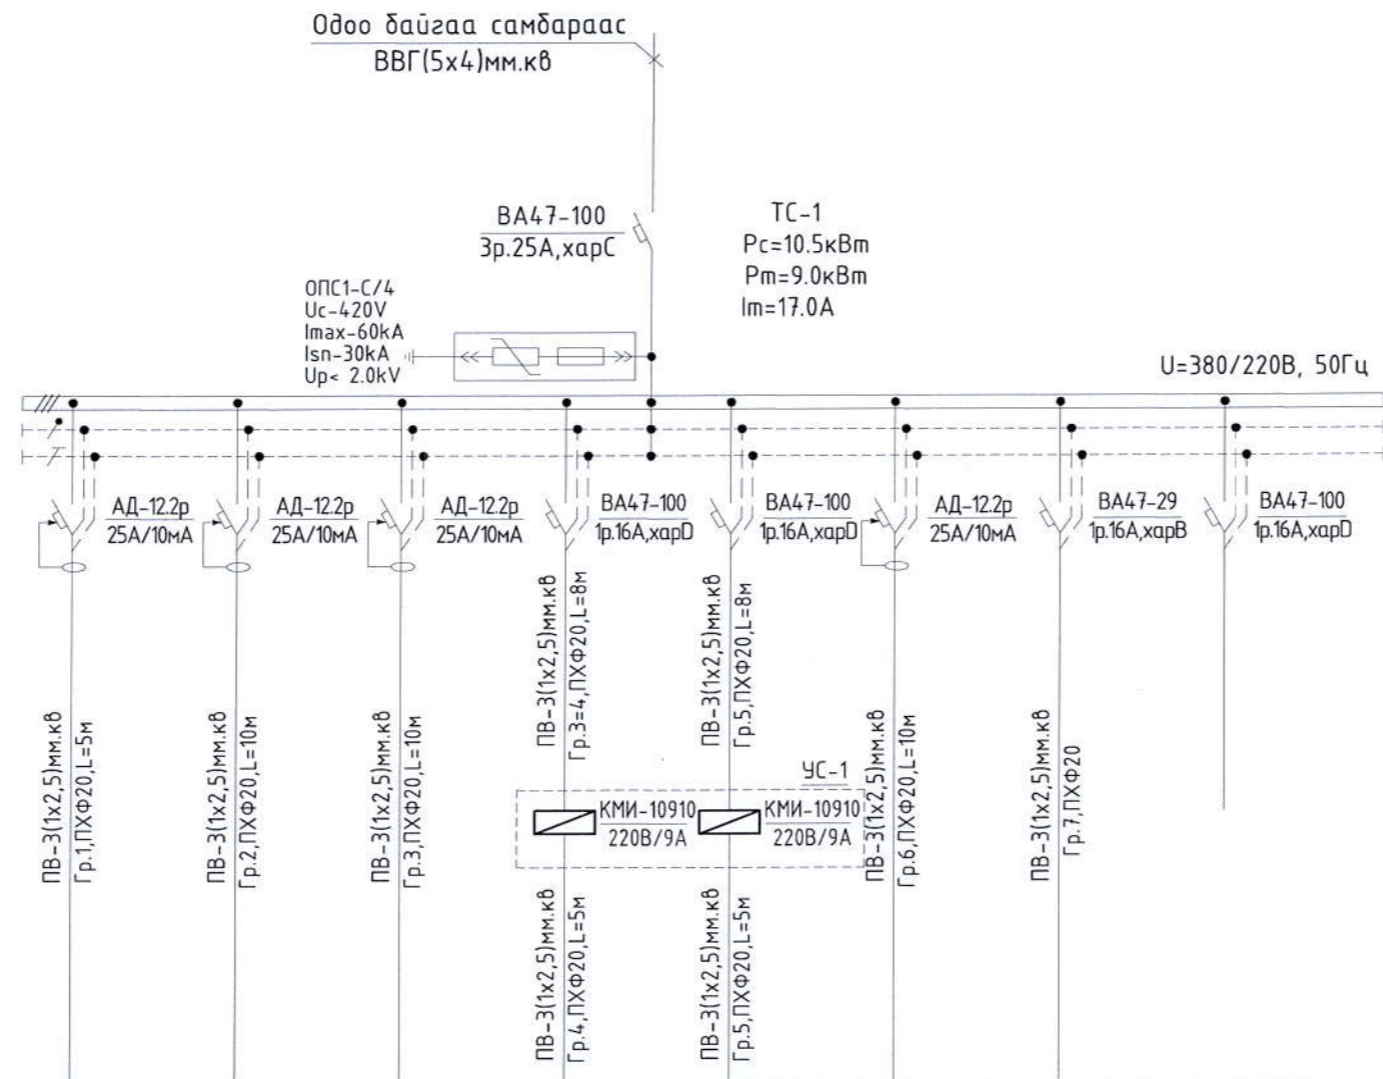 Одоо байгаа самбараас
ВВГ(5х4)мм.кв
ВА47-100
3р.25А,харС
ТС-1
Рс=10.5кВт
Рт=9.0кВт
Iт=17.0А
ОПС1-С/4
Uc-420V
Imax-60kA
Isn-30kA
Up< 2.0kV
U=380/220В, 50Гц
АД-12.2р
25А/10мА
АД-12.2р
25А/10мА
АД-12.2р
25А/10мА
ВА47-100
1р.16А,харD
ВА47-100
1р.16А,харD
АД-12.2р
25А/10мА
ВА47-29
1р.16А,харВ
ВА47-100
1р.16А,харD
ПВ-3(1х2,5)мм.кв
Гр.1,ПХФ20,L=5м
ПВ-3(1х2,5)мм.кв
Гр.2,ПХФ20,L=10м
ПВ-3(1х2,5)мм.кв
Гр.3,ПХФ20,L=10м
ПВ-3(1х2,5)мм.кв
Гр.3=4,ПХФ20,L=8м
ПВ-3(1х2,5)мм.кв
Гр.5,ПХФ20,L=8м
ПВ-3(1х2,5)мм.кв
Гр.6,ПХФ20,L=10м
ПВ-3(1х2,5)мм.кв
Гр.7,ПХФ20
УС-1
КМИ-10910
220В/9А
КМИ-10910
220В/9А
ПВ-3(1х2,5)мм.кв
Гр.4,ПХФ20,L=5м
ПВ-3(1х2,5)мм.кв
Гр.5,ПХФ20,L=5м